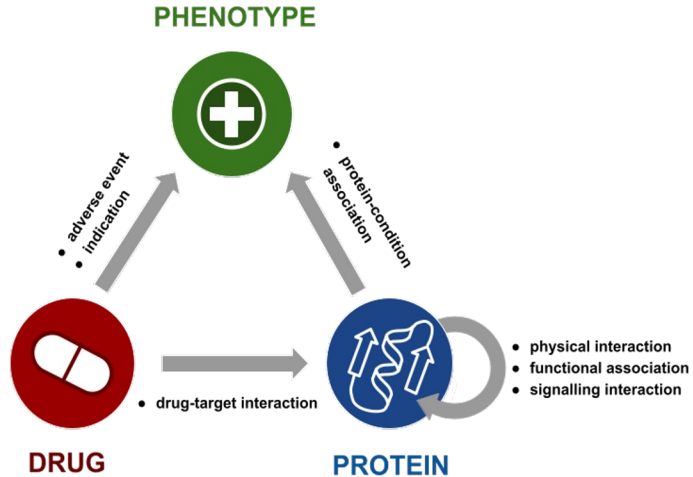 PHENOTYPE
● adverse event
● indication
● protein-condition
association
● drug-target interaction
● physical interaction
● functional association
● signalling interaction
DRUG
PROTEIN